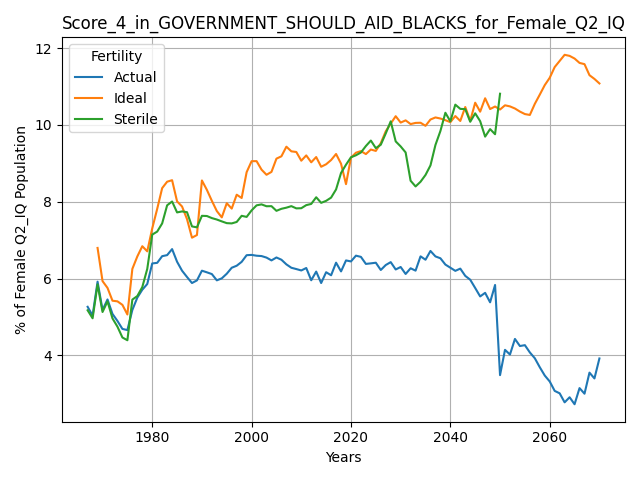 Score_4_in_GOVERNMENT_SHOULD_AID_BLACKS_for_Female_Q2_IQ
Fertility
Actual
Ideal
Sterile
% of Female Q2_IQ Population
12
10
8
6
4
1980
2000
2020
2040
2060
Years